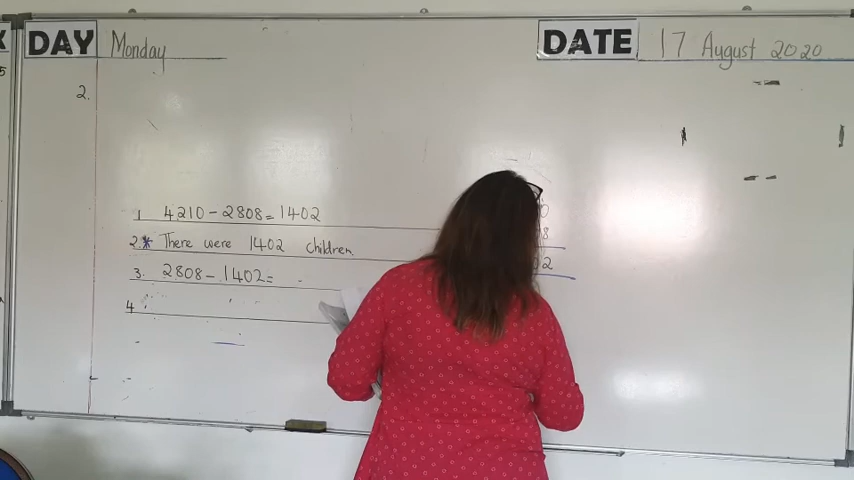 DAY Monday DATE 17 August 2020
2.
1. 4210 - 2808 = 1402
2.* There were 1402 children.
3. 2808 - 1402 =
4.